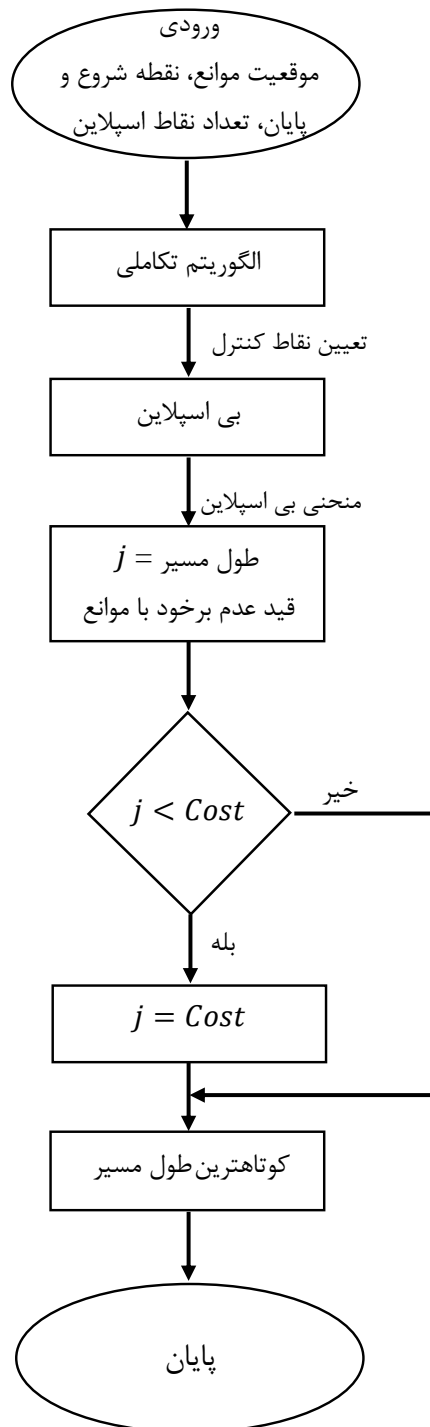 ورودی
موقعیت موانع، نقطه شروع و
پایان، تعداد نقاط اسپلاین
الگوریتم تکاملی
تعیین نقاط کنترل
بی اسپلاین
منحنی بی اسپلاین
طول مسیر = j
قید عدم برخود با موانع
j < Cost
خیر
بله
j = Cost
کوتاهترین طول مسیر
پایان